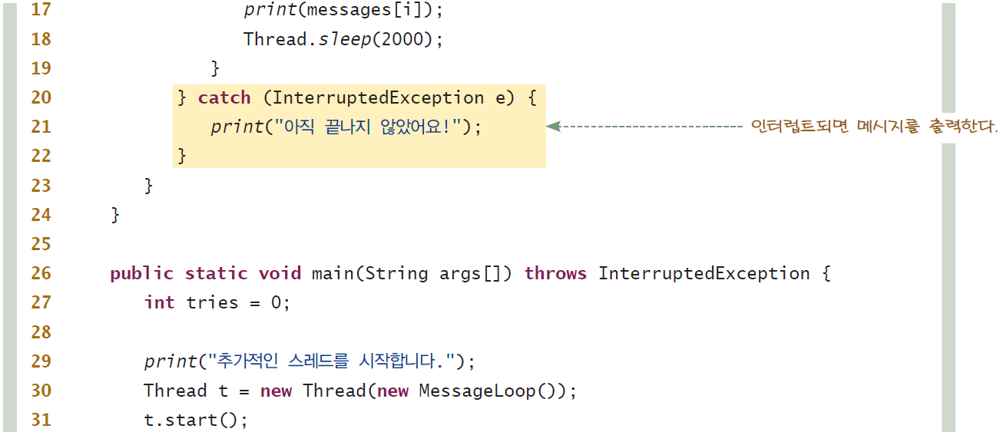 17 print(messages[i]);
18 Thread.sleep(2000);
19 }
20 } catch (InterruptedException e) {
21 print("아직 끝나지 않았어요!"); 인터럽트되면 메시지를 출력한다.
22 }
23 }
24 }
25
26 public static void main(String args[]) throws InterruptedException {
27 int tries = 0;
28
29 print("추가적인 스레드를 시작합니다.");
30 Thread t = new Thread(new MessageLoop());
31 t.start();